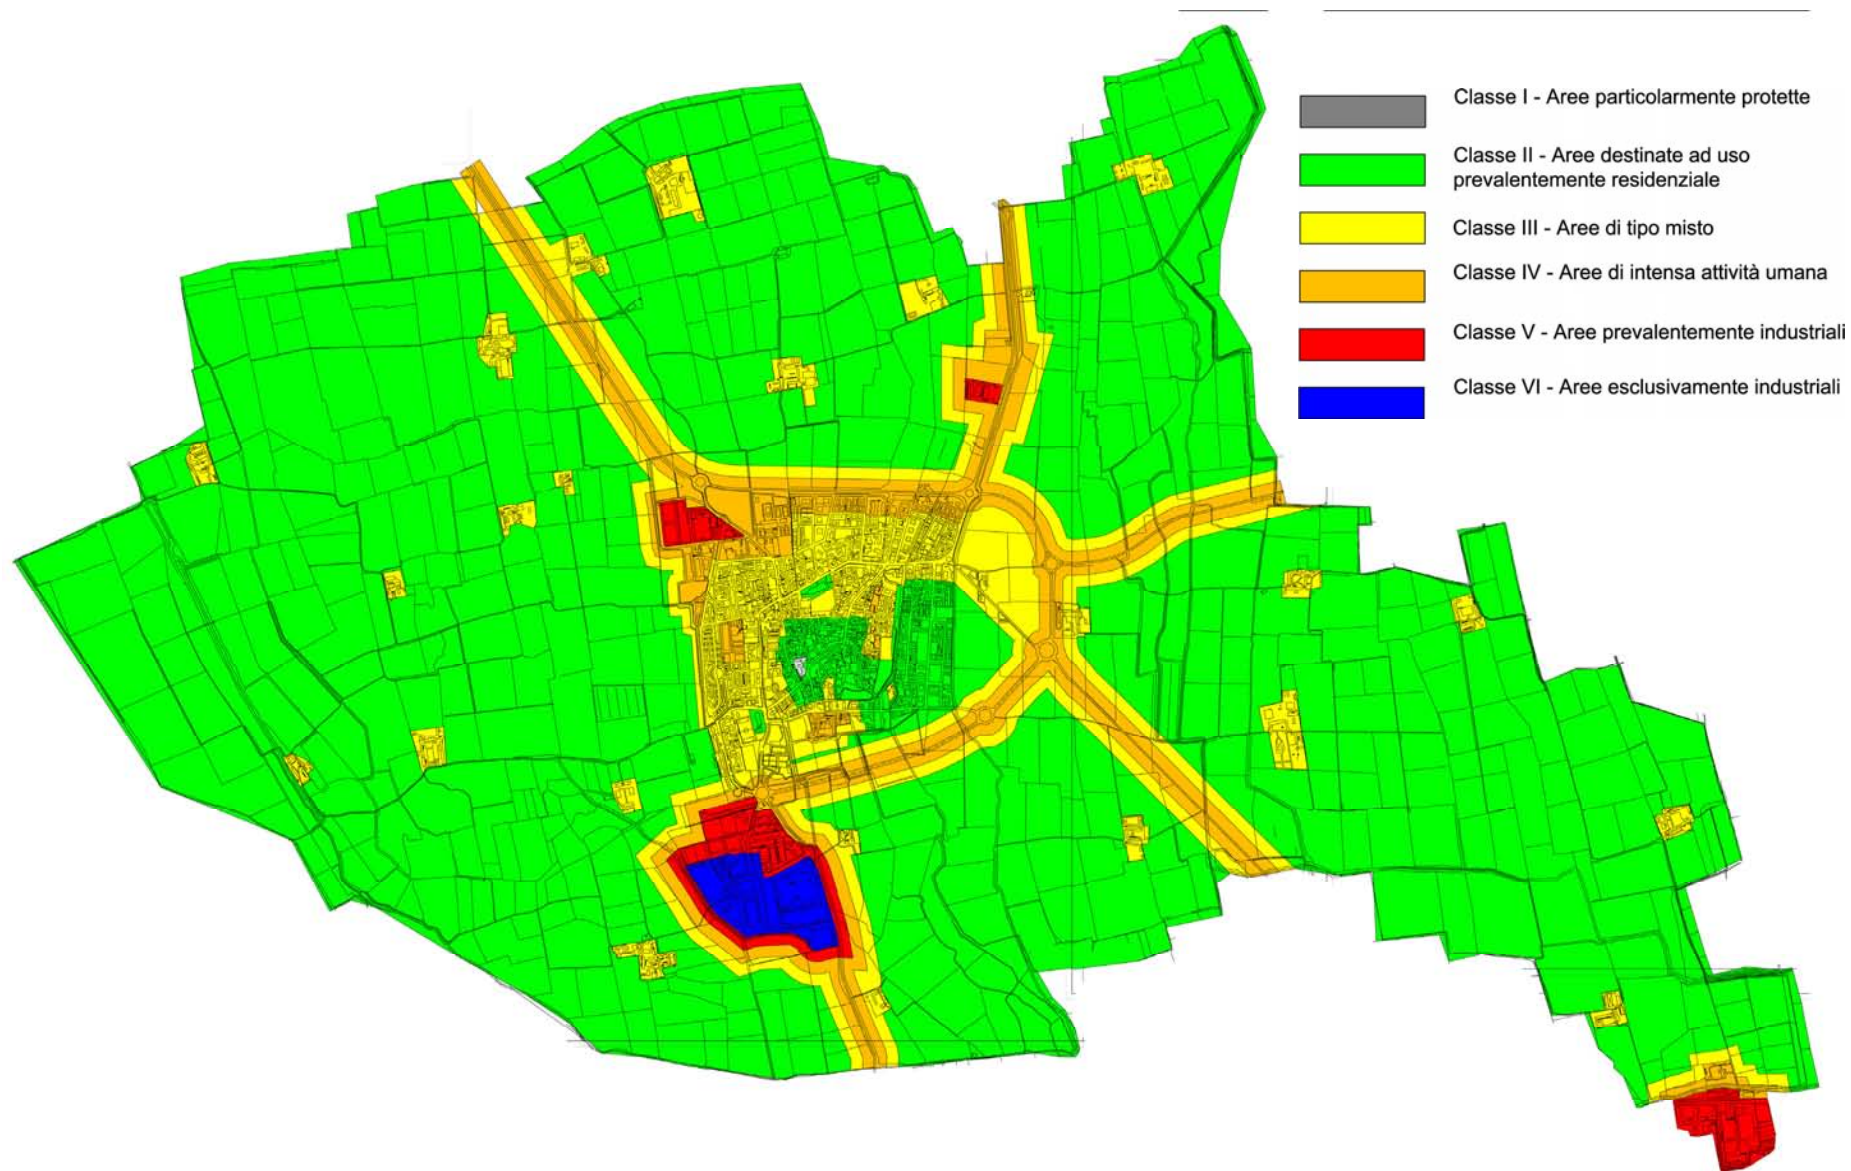 Classe I - Aree particolarmente protette
Classe II - Aree destinate ad uso
prevalentemente residenziale
Classe III - Aree di tipo misto
Classe IV - Aree di intensa attività umana
Classe V - Aree prevalentemente industriali
Classe VI - Aree esclusivamente industriali